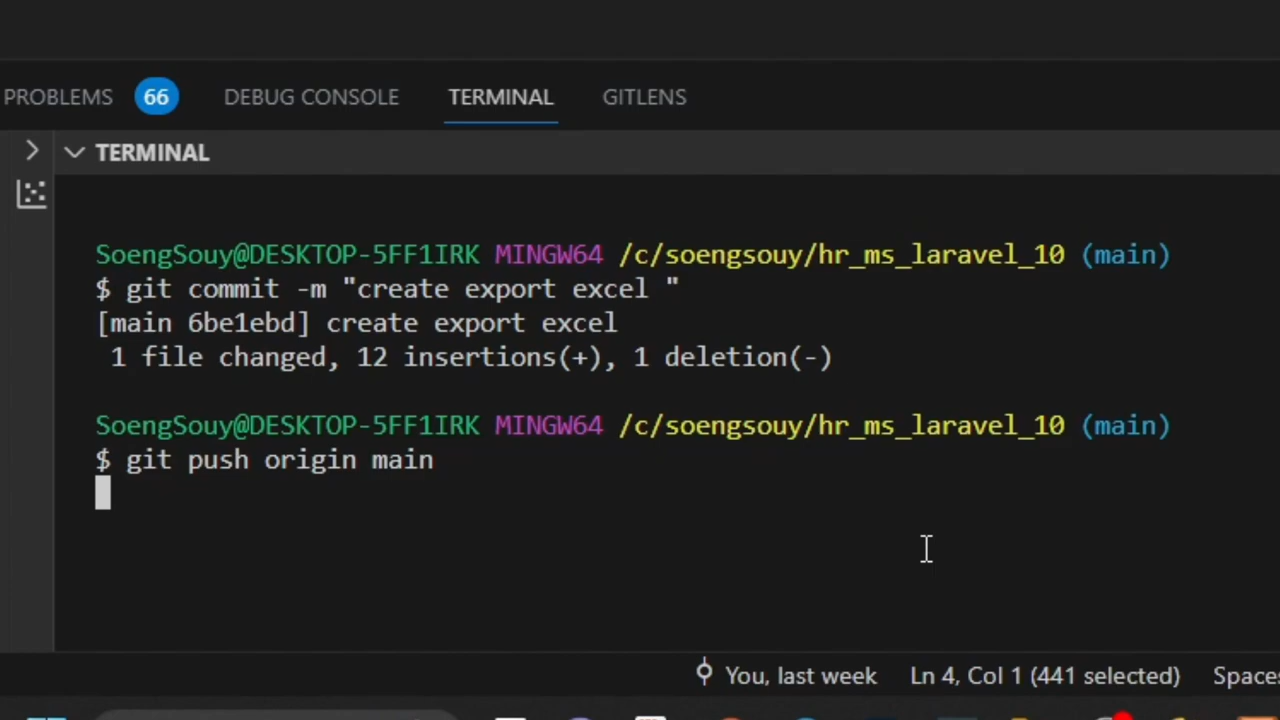 PROBLEMS 66 DEBUG CONSOLE TERMINAL GITLENS
TERMINAL
SoengSouy@DESKTOP-5FF1IRK MINGW64 /c/soengsouy/hr_ms_laravel_10 (main)
$ git commit -m "create export excel "
[main 6be1ebd] create export excel
1 file changed, 12 insertions(+), 1 deletion(-)
SoengSouy@DESKTOP-5FF1IRK MINGW64 /c/soengsouy/hr_ms_laravel_10 (main)
$ git push origin main
You, last week Ln 4, Col 1 (441 selected) Spaces